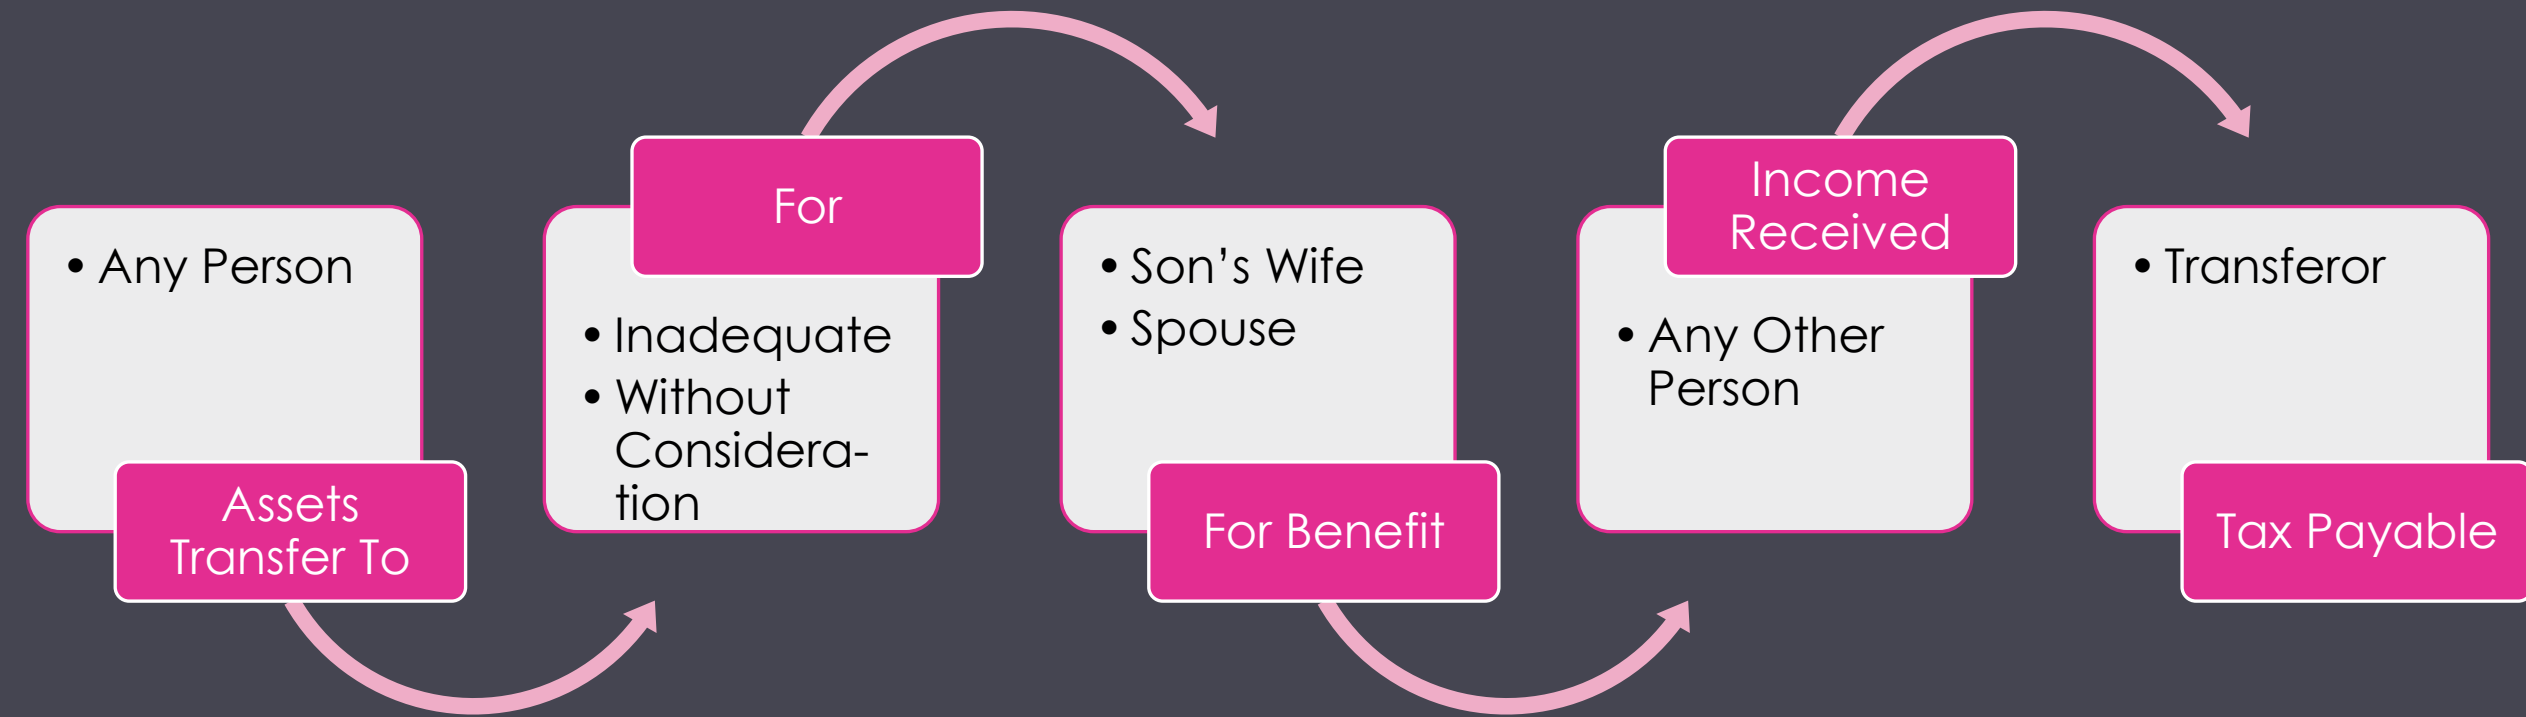 • Any Person
Assets
Transfer To
For
• Inadequate
• Without
Considera-
tion
• Son’s Wife
• Spouse
For Benefit
Income
Received
• Any Other
Person
• Transferor
Tax Payable